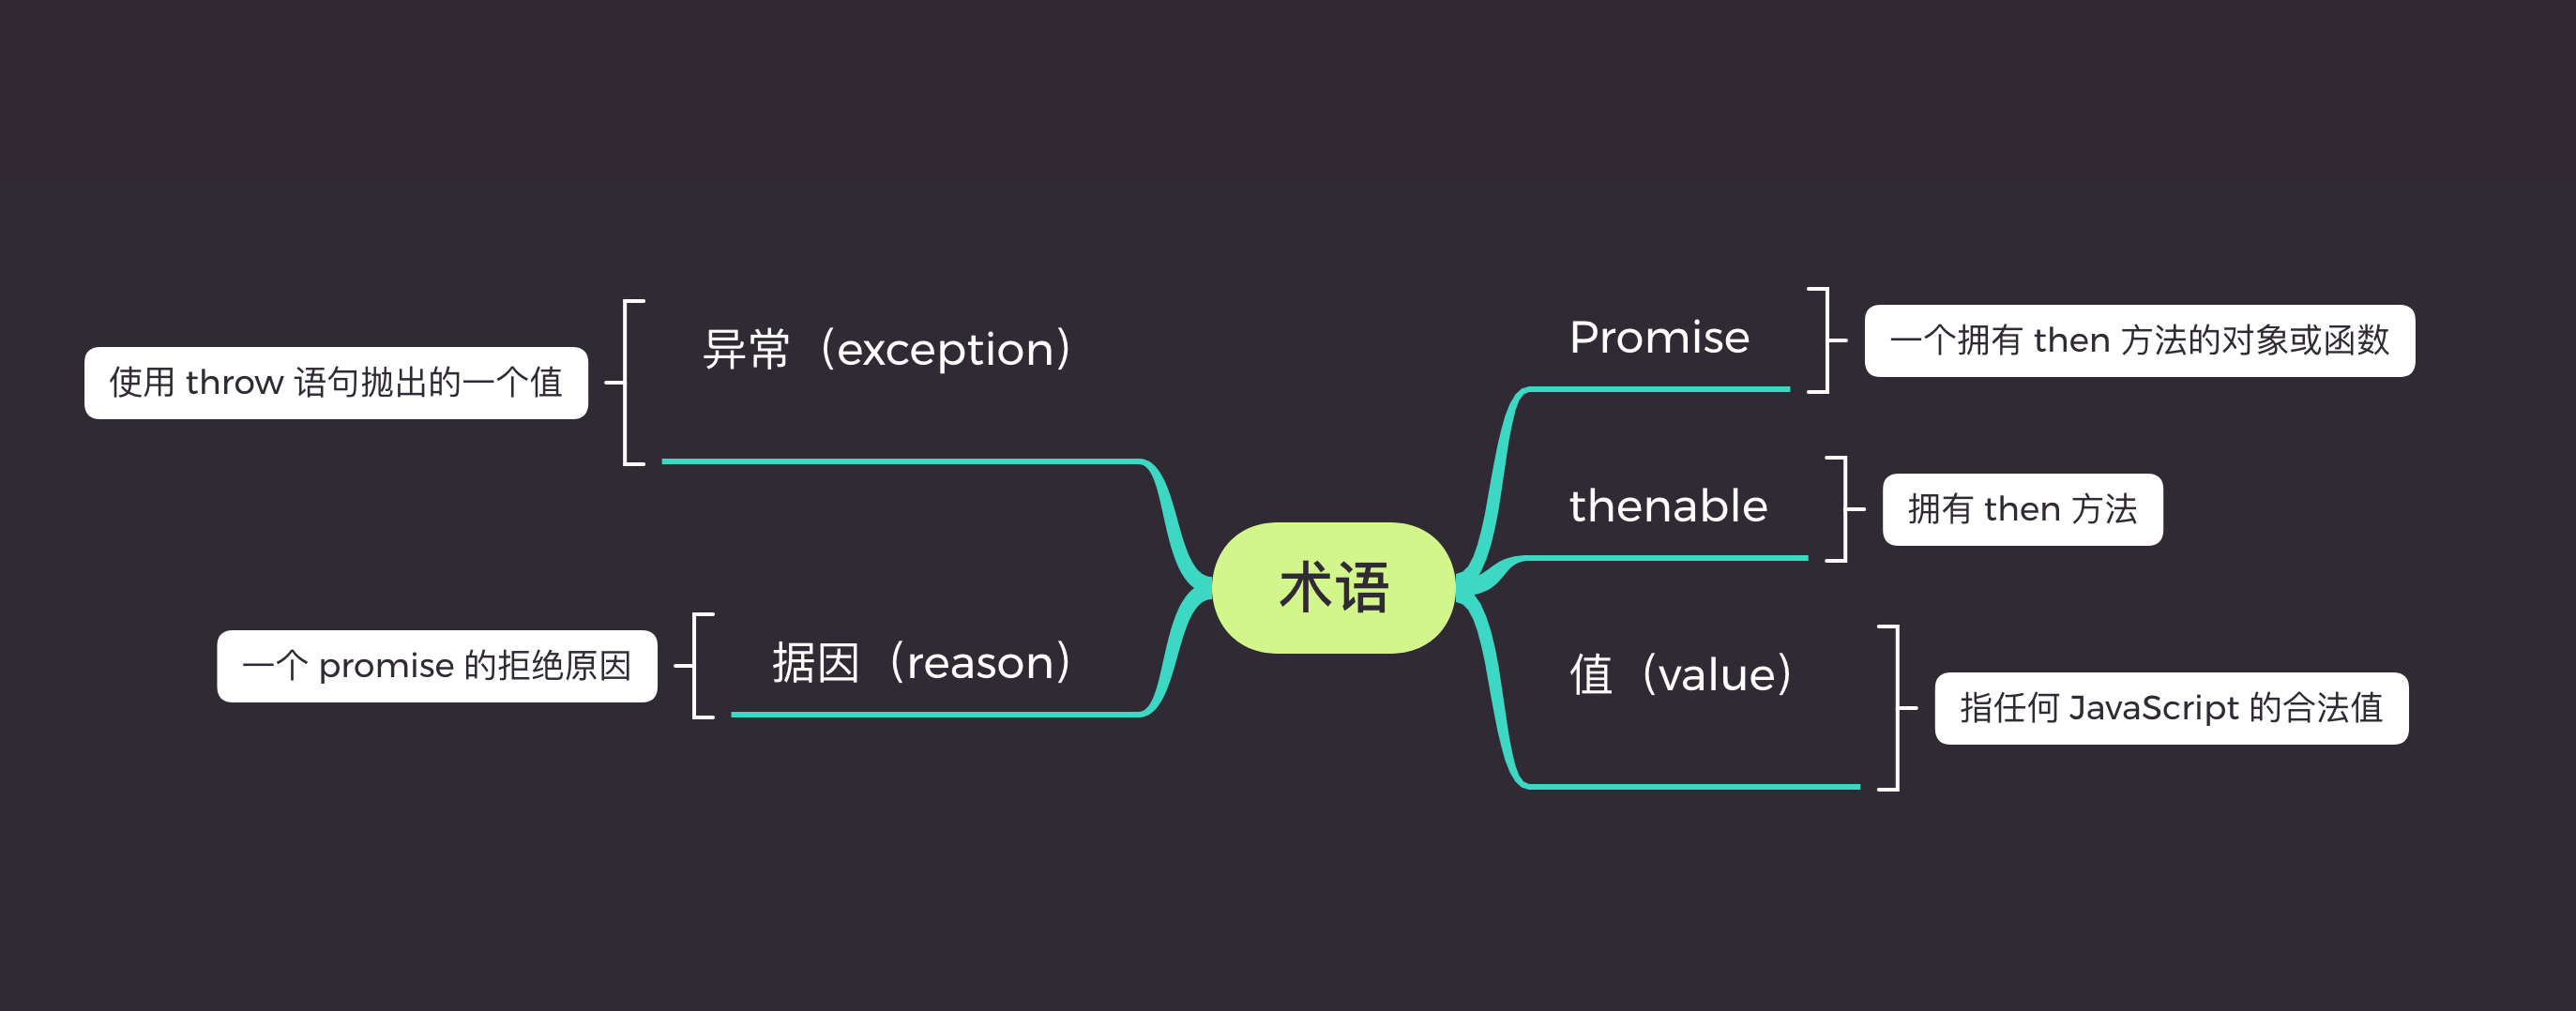 术语
Promise
一个拥有 then 方法的对象或函数
thenable
拥有 then 方法
值（value）
指任何 JavaScript 的合法值
异常（exception）
使用 throw 语句抛出的一个值
据因（reason）
一个 promise 的拒绝原因